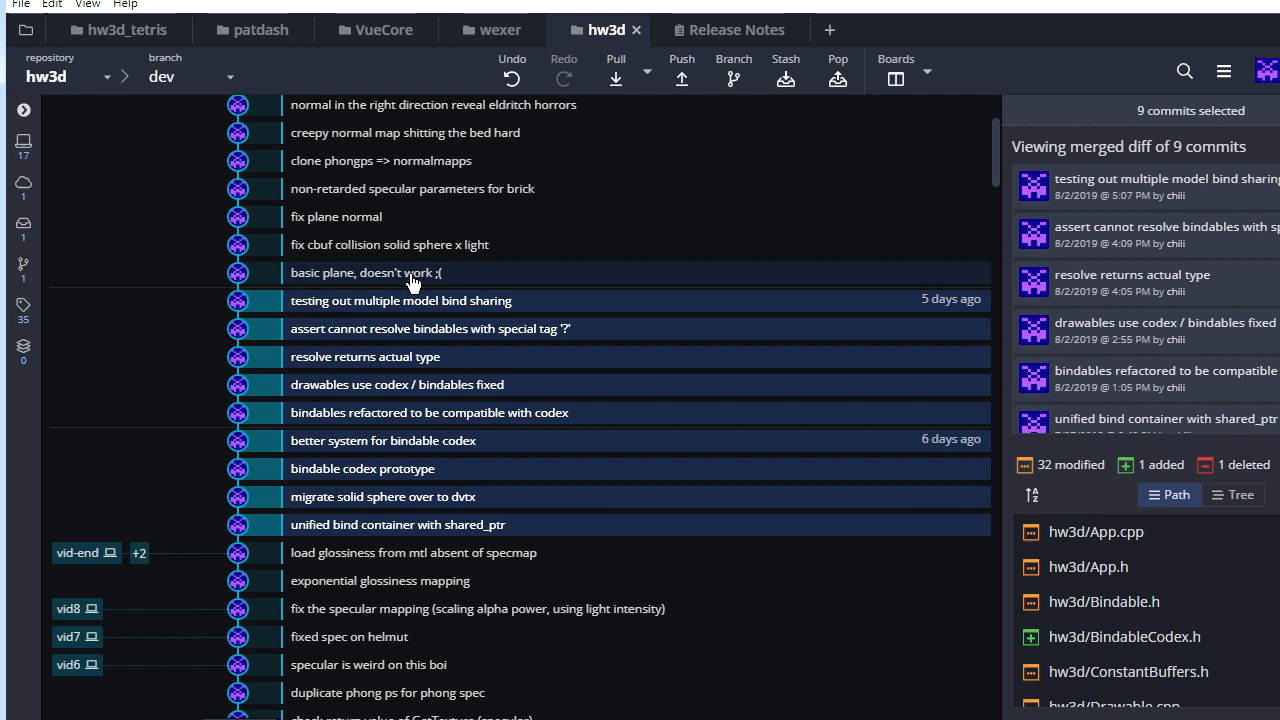 File Edit View Help
hw3d_tetris patdash VueCore wexer hw3d Release Notes
repository branch Undo Redo Pull Push Branch Stash Pop Boards
hw3d dev
9 commits selected
Viewing merged diff of 9 commits
17
1
1
1
35
0
normal in the right direction reveal eldritch horrors
creepy normal map shitting the bed hard
clone phongps => normalmapps
non-retarded specular parameters for brick
fix plane normal
fix cbuf collision solid sphere x light
basic plane, doesn't work ;(
testing out multiple model bind sharing 5 days ago
assert cannot resolve bindables with special tag '?'
resolve returns actual type
drawables use codex / bindables fixed
bindables refactored to be compatible with codex
better system for bindable codex 6 days ago
bindable codex prototype
migrate solid sphere over to dvtx
unified bind container with shared_ptr
vid-end +2 load glossiness from mtl absent of specmap
exponential glossiness mapping
vid8 fix the specular mapping (scaling alpha power, using light intensity)
vid7 fixed spec on helmut
vid6 specular is weird on this boi
duplicate phong ps for phong spec
check return value of GetTexture (specular)
testing out multiple model bind sharing
8/2/2019 @ 5:07 PM by chili
assert cannot resolve bindables with sp
8/2/2019 @ 4:09 PM by chili
resolve returns actual type
8/2/2019 @ 4:05 PM by chili
drawables use codex / bindables fixed
8/2/2019 @ 2:55 PM by chili
bindables refactored to be compatible
8/2/2019 @ 1:05 PM by chili
unified bind container with shared_ptr
32 modified 1 added 1 deleted
Path Tree
hw3d/App.cpp
hw3d/App.h
hw3d/Bindable.h
hw3d/BindableCodex.h
hw3d/ConstantBuffers.h
hw3d/Drawable.cpp